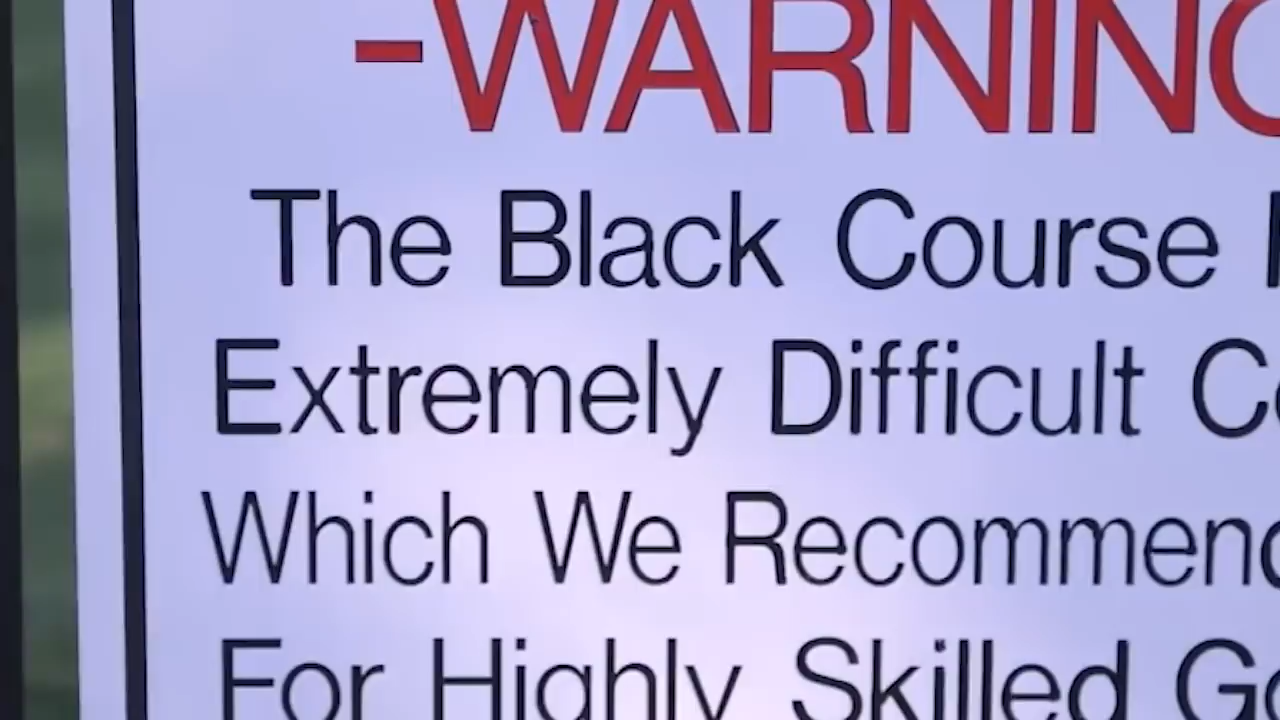 -WARNING
The Black Course
Extremely Difficult
Which We Recommend
For Highly Skilled